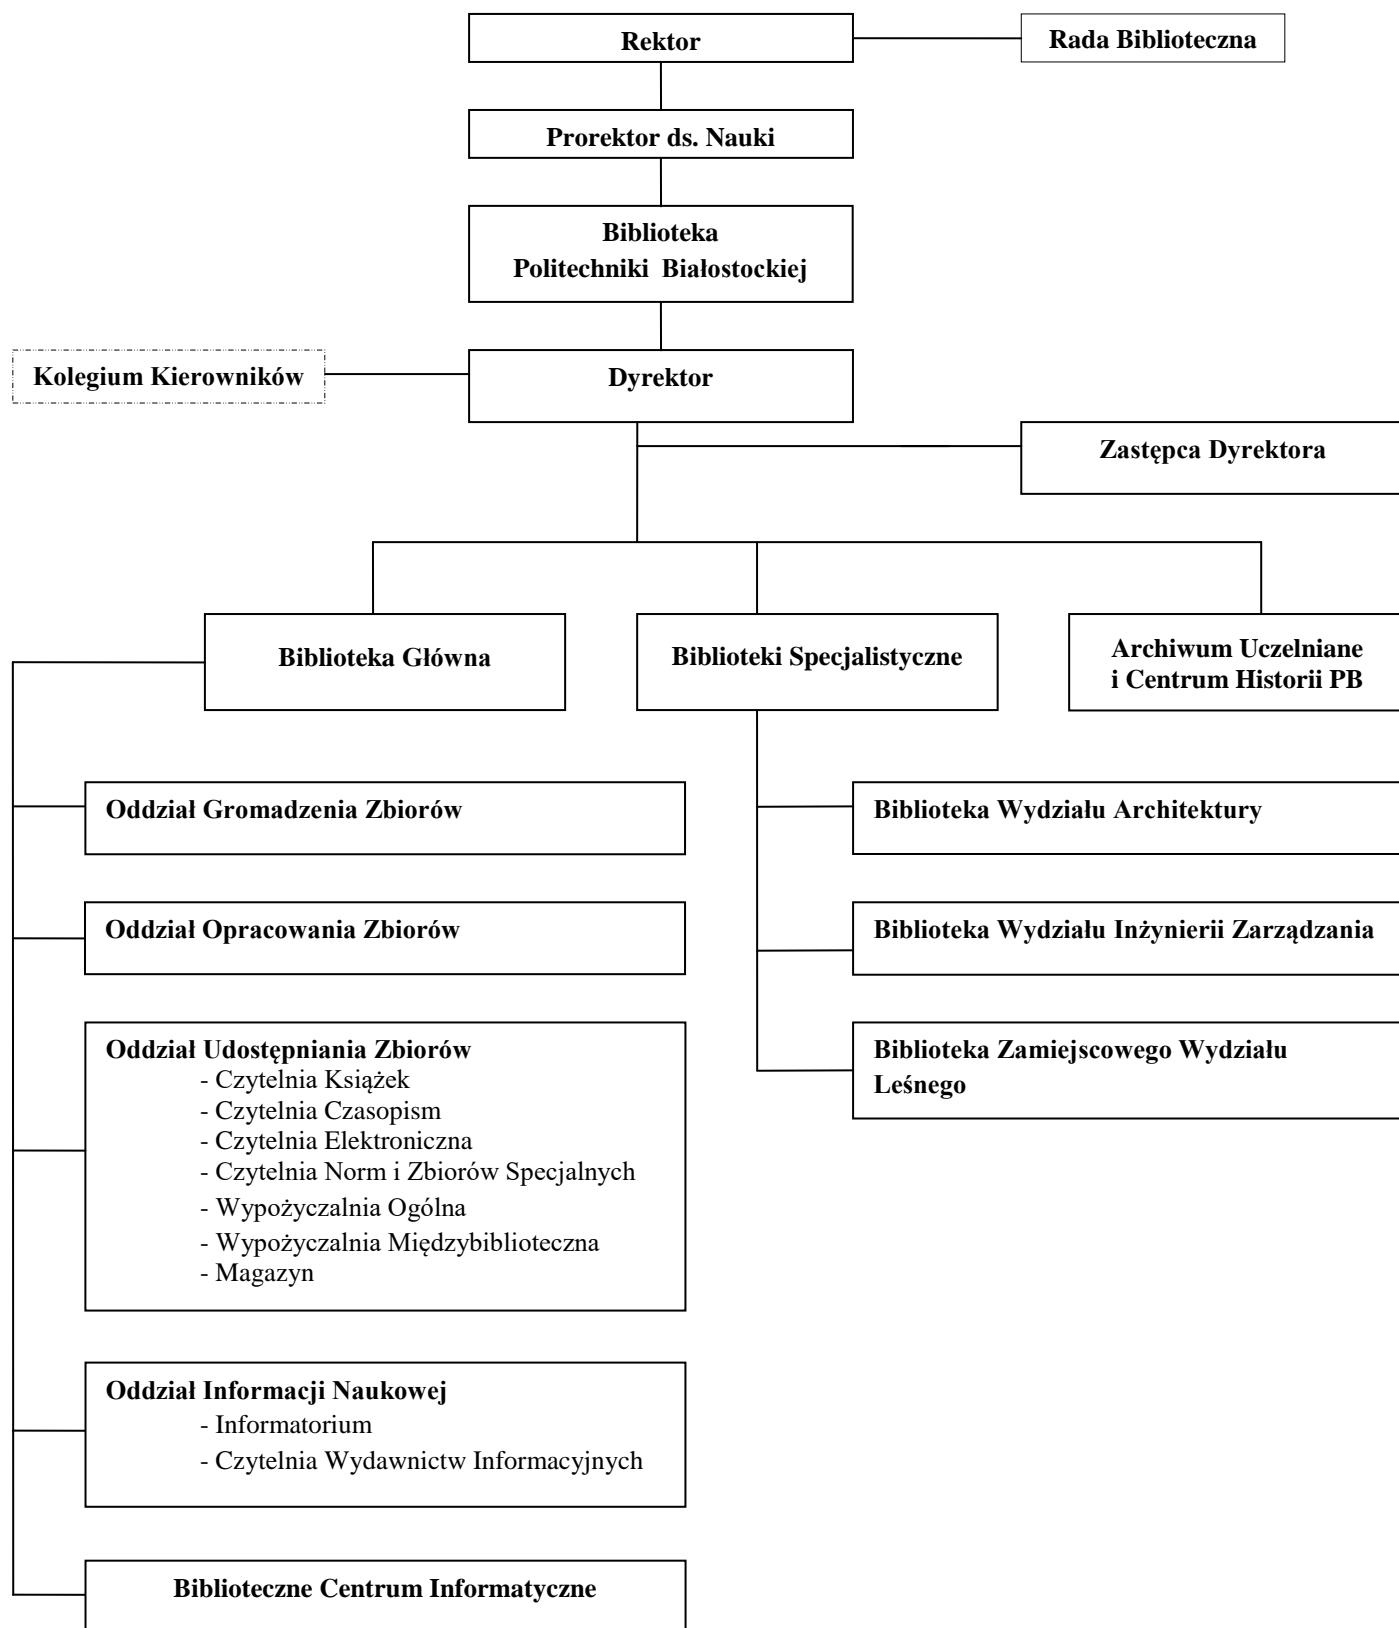 Rektor
Rada Biblioteczna
Prorektor ds. Nauki
Biblioteka
Politechniki Białostockiej
Kolegium Kierowników
Dyrektor
Zastępca Dyrektora
Biblioteka Główna
Biblioteki Specjalistyczne
Archiwum Uczelniane
i Centrum Historii PB
Oddział Gromadzenia Zbiorów
Oddział Opracowania Zbiorów
Oddział Udostępniania Zbiorów
- Czytelnia Książek
- Czytelnia Czasopism
- Czytelnia Elektroniczna
- Czytelnia Norm i Zbiorów Specjalnych
- Wypożyczalnia Ogólna
- Wypożyczalnia Międzybiblioteczna
- Magazyn
Oddział Informacji Naukowej
- Informatorium
- Czytelnia Wydawnictw Informacyjnych
Biblioteczne Centrum Informatyczne
Biblioteka Wydziału Architektury
Biblioteka Wydziału Inżynierii Zarządzania
Biblioteka Zamiejscowego Wydziału
Leśnego